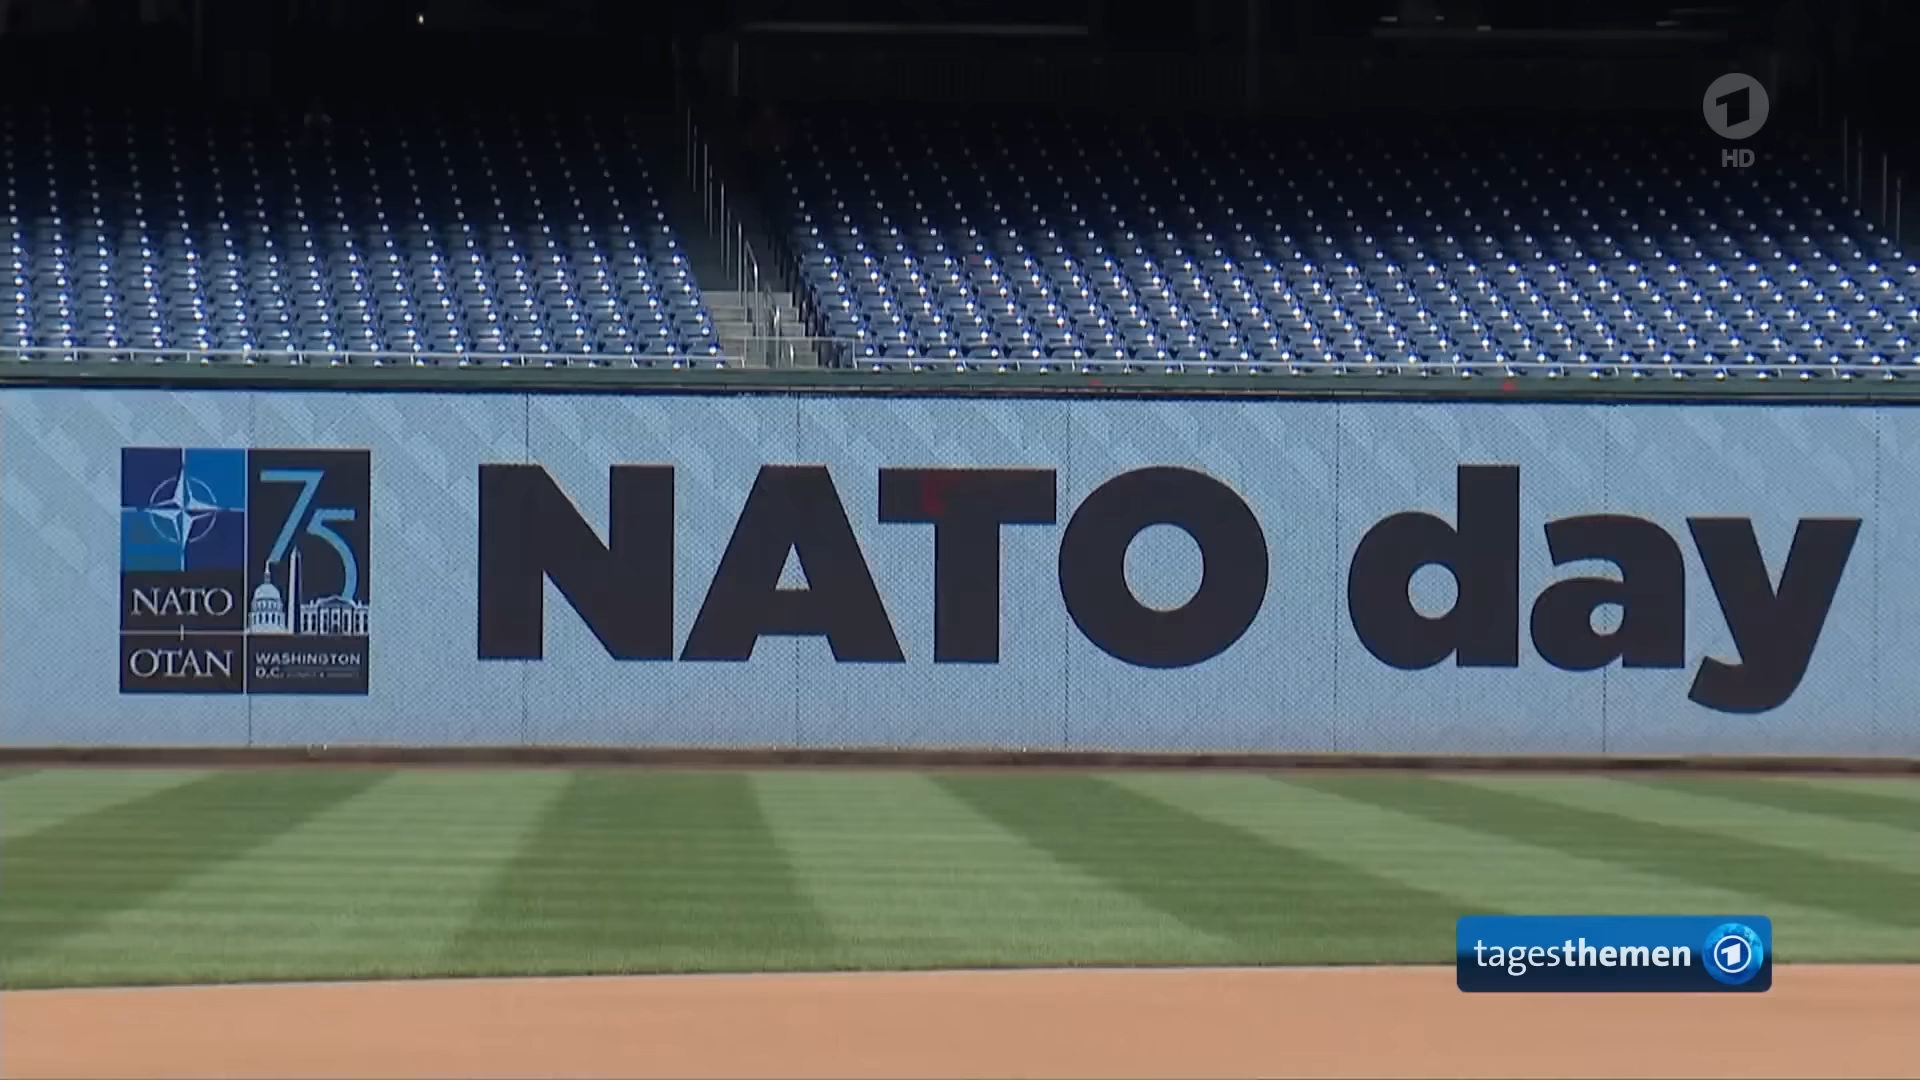 HD
75
NATO
OTAN
WASHINGTON
D.C.
NATO day
tagesthemen